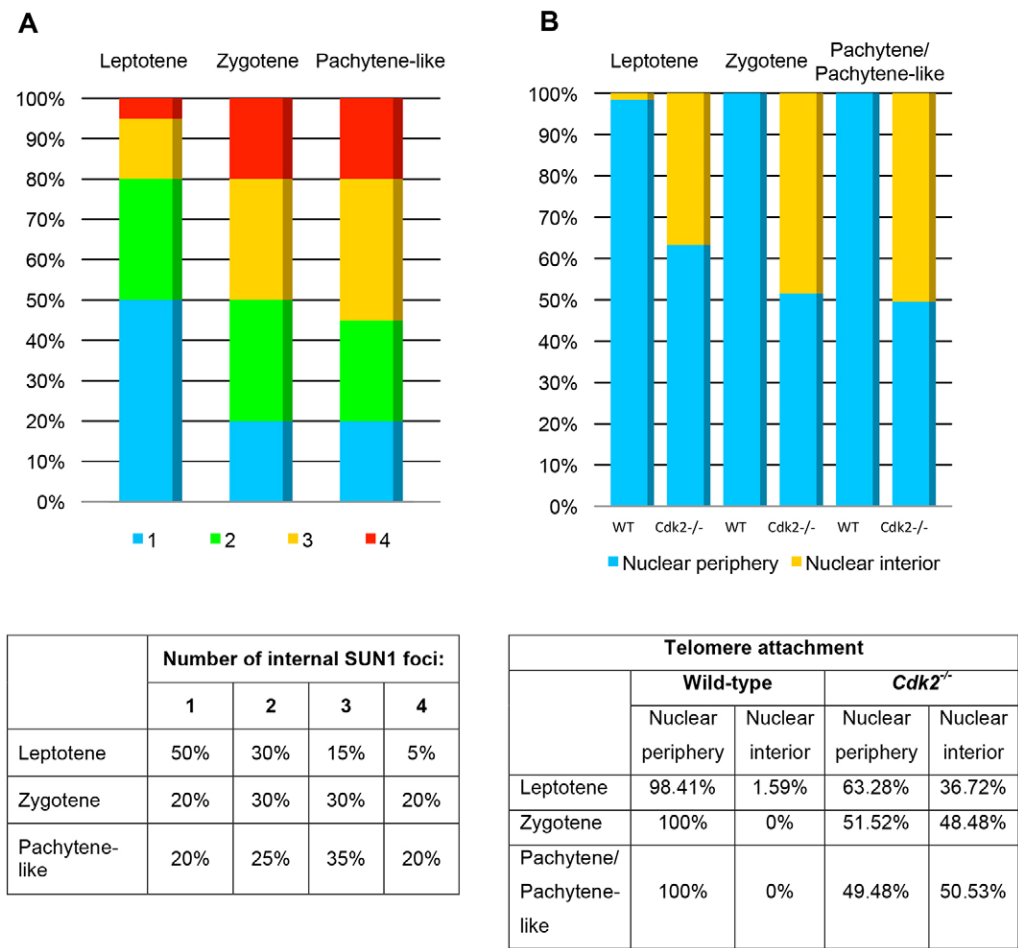 A
Leptotene Zygotene Pachytene-like
100%
90%
80%
70%
60%
50%
40%
30%
20%
10%
0%
1 2 3 4
B
Leptotene Zygotene Pachytene/
Pachytene-like
100%
90%
80%
70%
60%
50%
40%
30%
20%
10%
0%
WT Cdk2-/- WT Cdk2-/- WT Cdk2-/-
Nuclear periphery Nuclear interior
Number of internal SUN1 foci:
1 2 3 4
Leptotene 50% 30% 15% 5%
Zygotene 20% 30% 30% 20%
Pachytene-
like 20% 25% 35% 20%
Telomere attachment
Wild-type Cdk2-/-
Nuclear Nuclear Nuclear Nuclear
periphery interior periphery interior
Leptotene 98.41% 1.59% 63.28% 36.72%
Zygotene 100% 0% 51.52% 48.48%
Pachytene/
Pachytene- 100% 0% 49.48% 50.53%
like